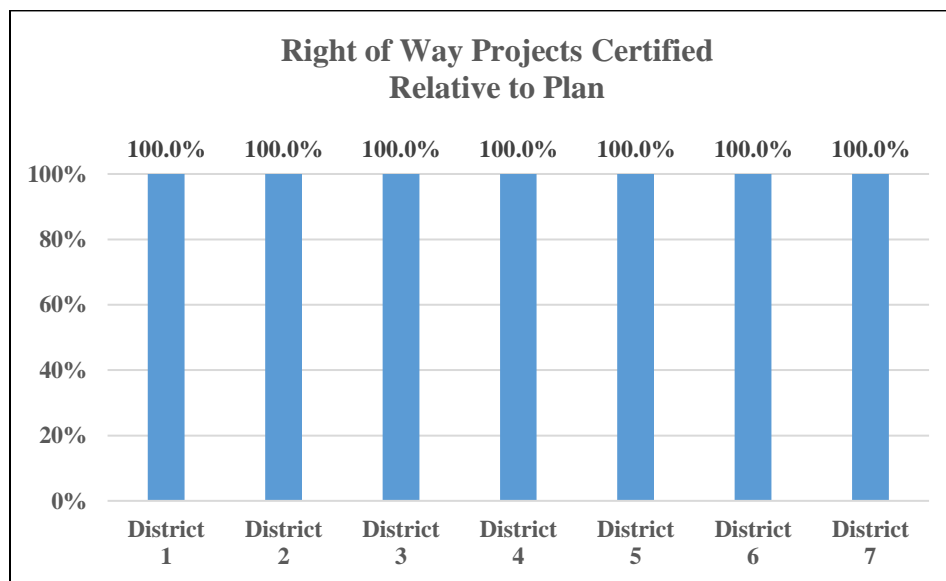 Right of Way Projects Certified
Relative to Plan
100.0% 100.0% 100.0% 100.0% 100.0% 100.0% 100.0%
100%
80%
60%
40%
20%
0%
District District District District District District District
1 2 3 4 5 6 7